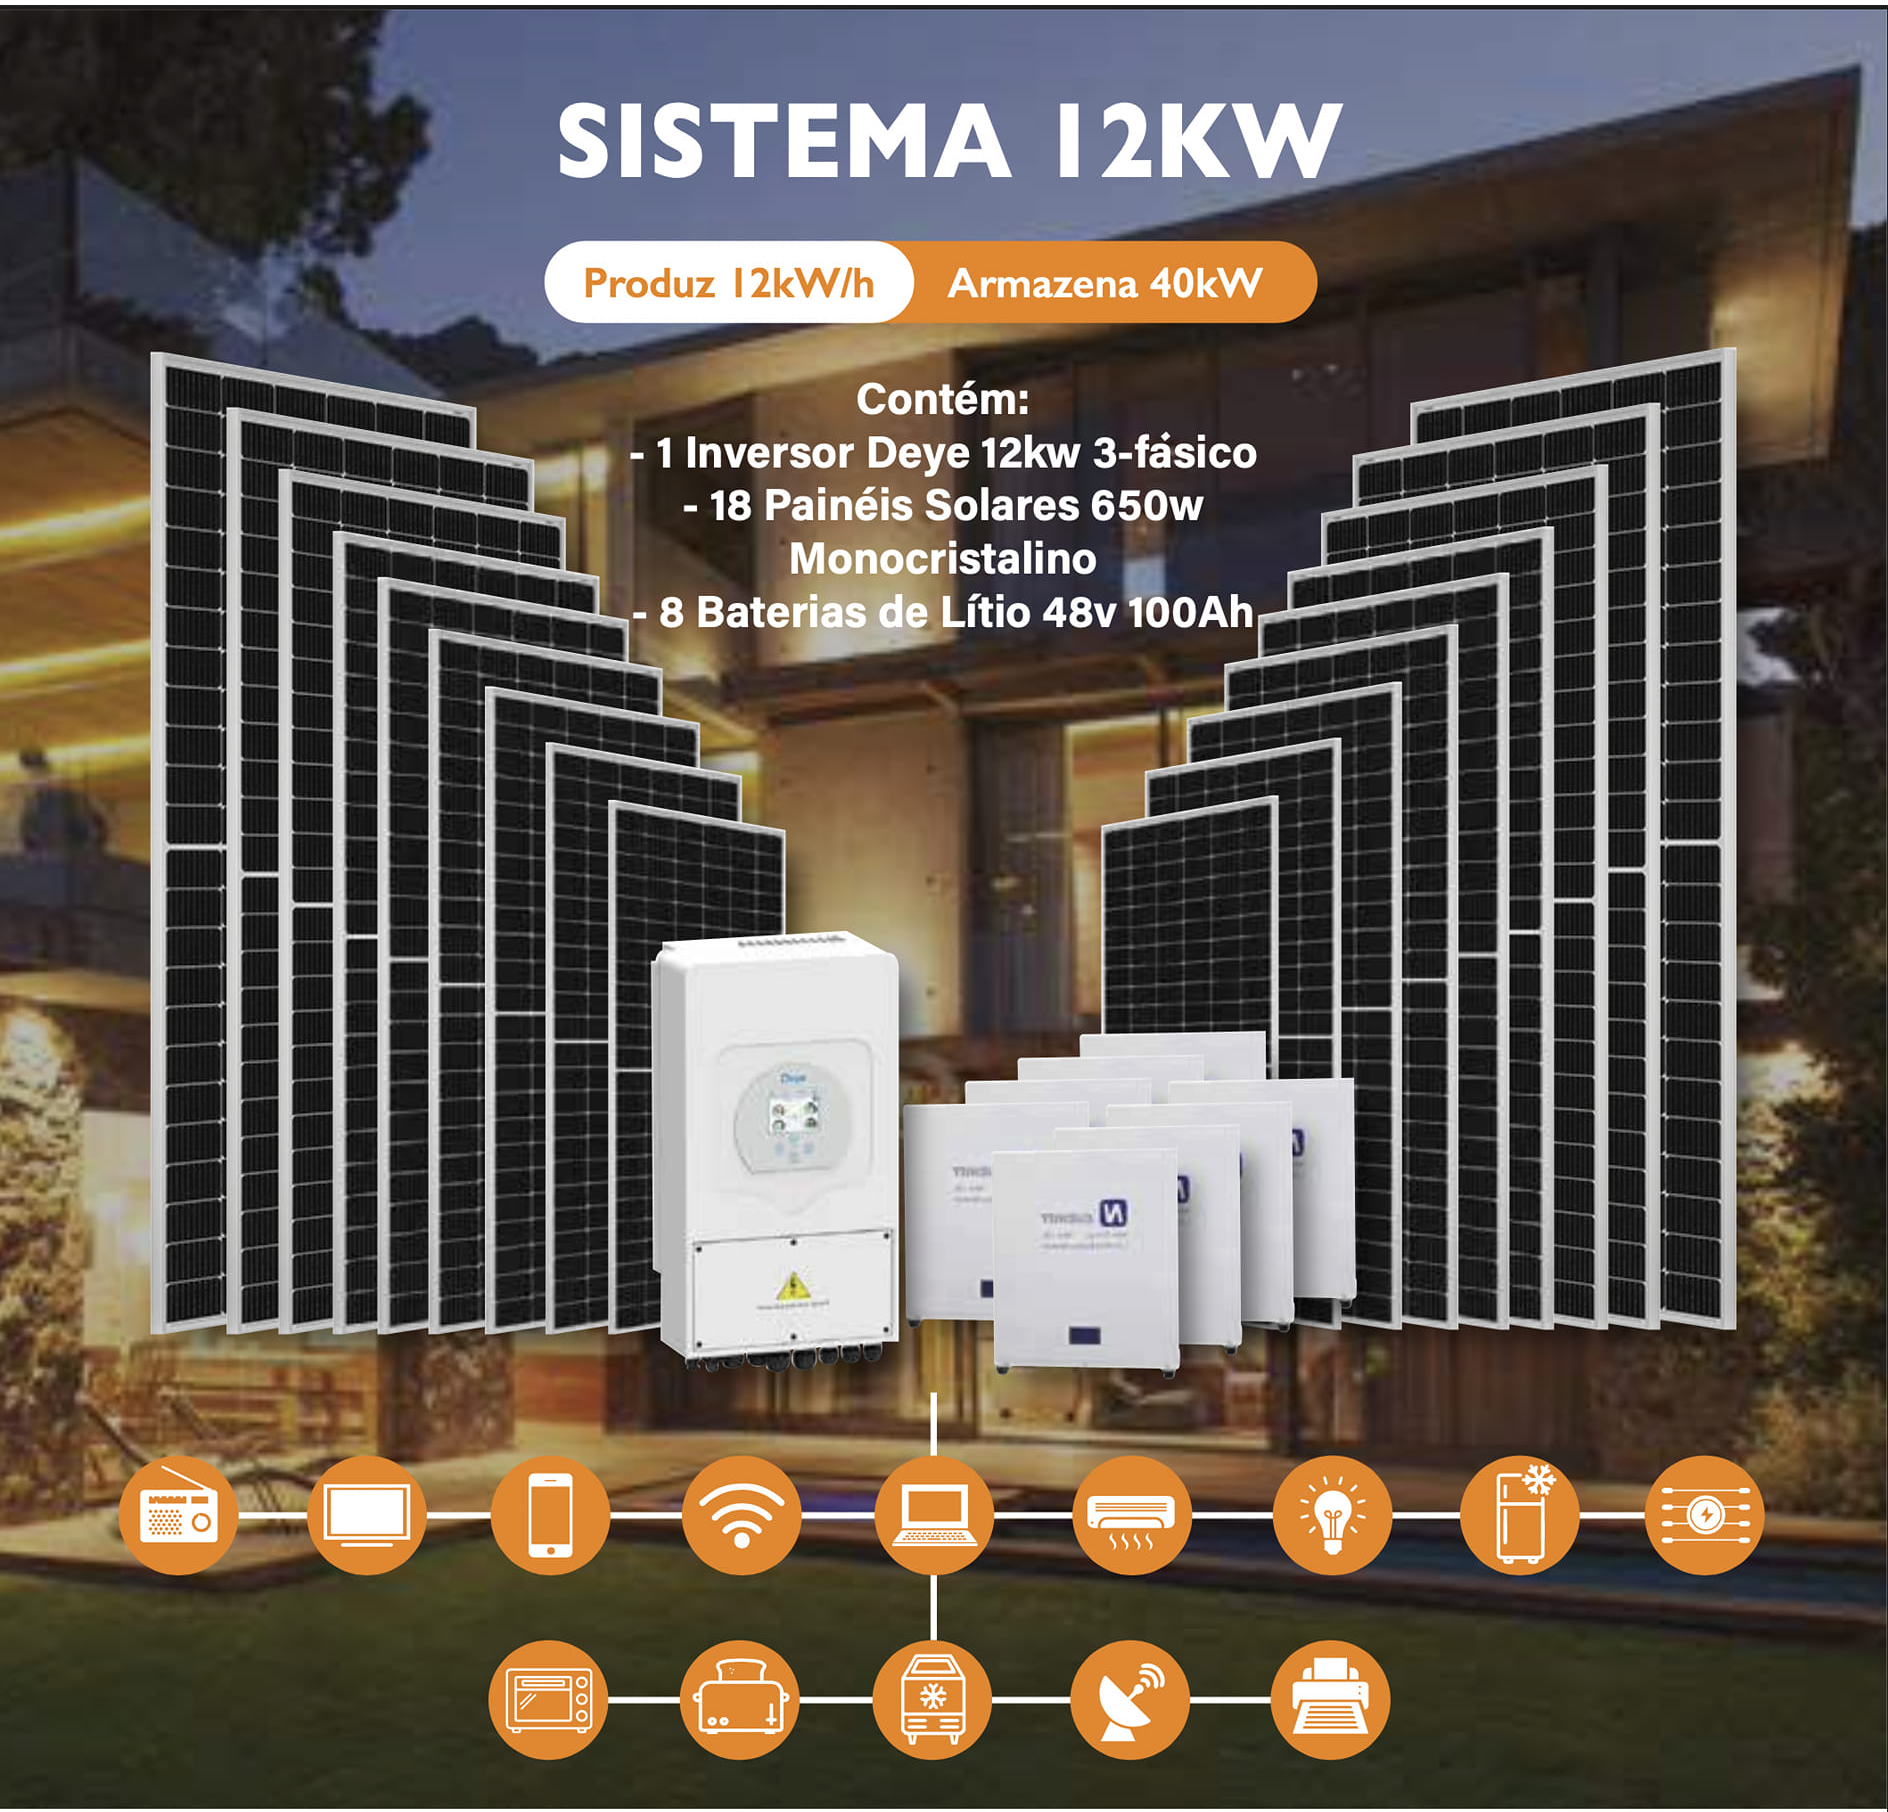 SISTEMA 12KW
Produz 12kW/h
Armazena 40kW
Contém:
- 1 Inversor Deye 12kw 3-fásico
- 18 Painéis Solares 650w
Monocristalino
- 8 Baterias de Lítio 48v 100Ah
Deye